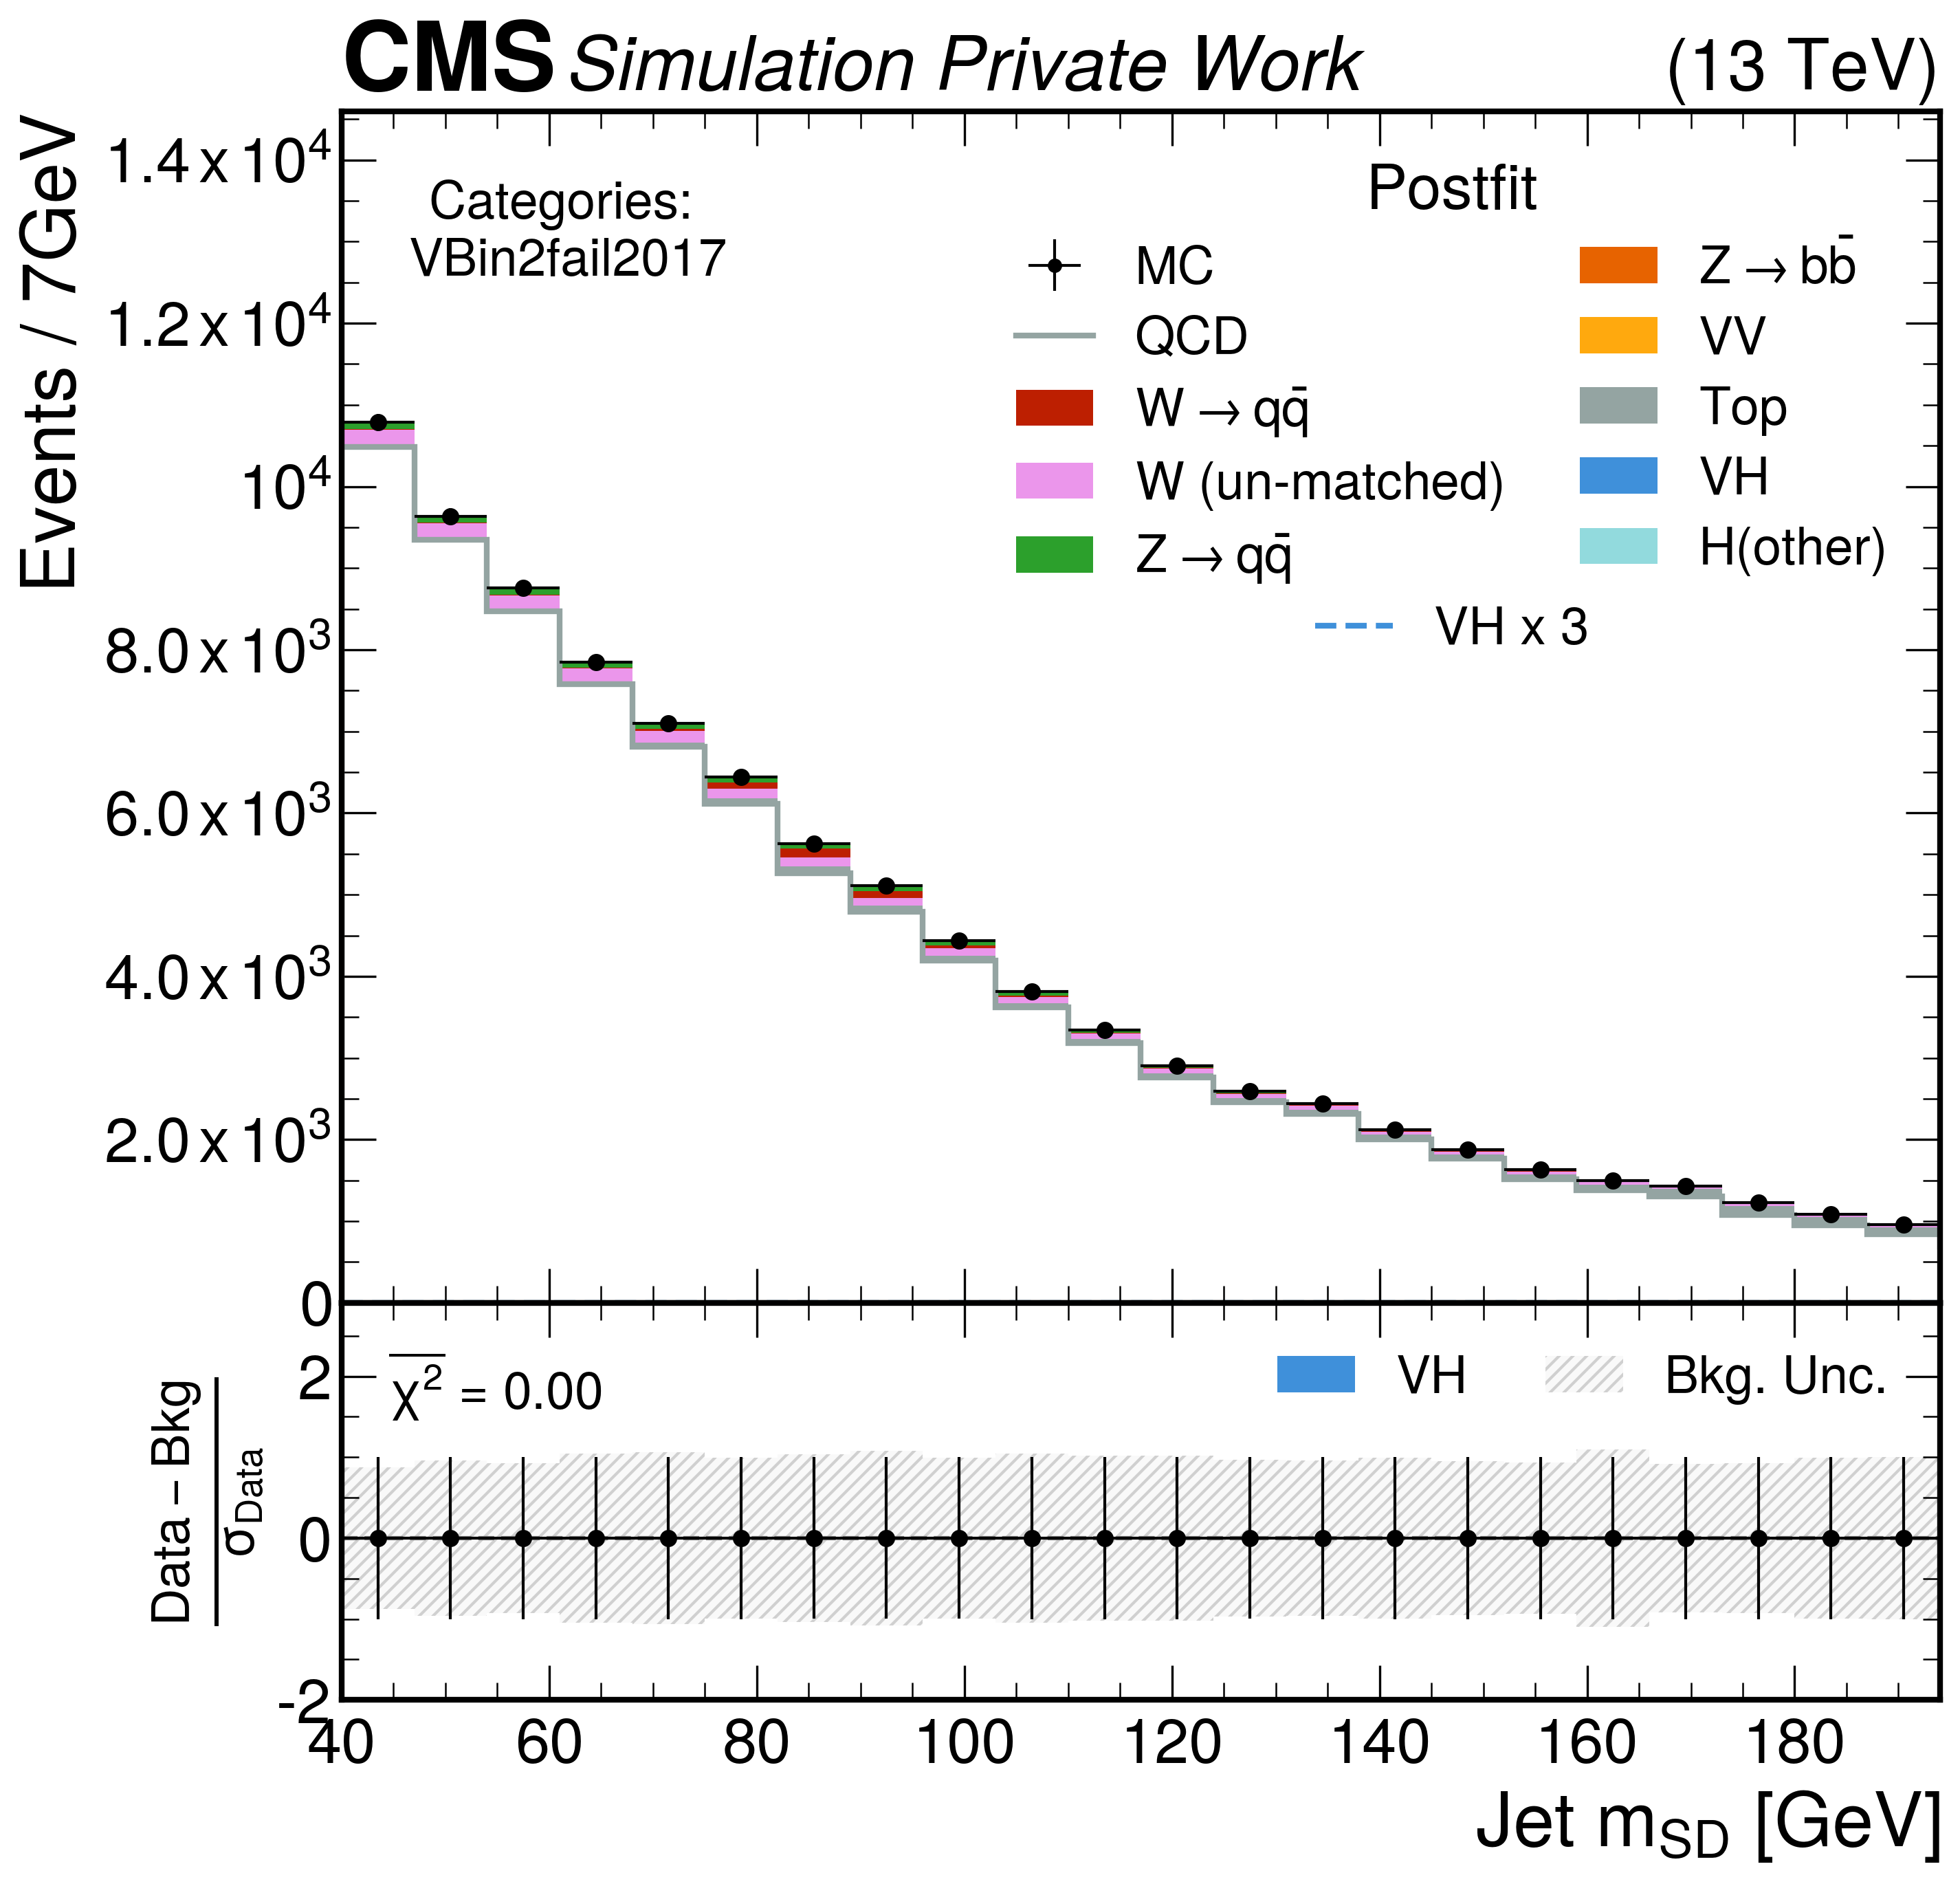 CMS Simulation Private Work (13 TeV)
Events / 7GeV
1.4 x 10⁴
1.2 x 10⁴
10⁴
8.0 x 10³
6.0 x 10³
4.0 x 10³
2.0 x 10³
0
Categories:
VBin2fail2017
Postfit
MC
QCD
W → qq̄
W (un-matched)
Z → qq̄
Z → bb̄
VV
Top
VH
H(other)
VH x 3
Data – Bkg
σ_Data
2
0
-2
χ² = 0.00
VH
Bkg. Unc.
40 60 80 100 120 140 160 180
Jet m_SD [GeV]